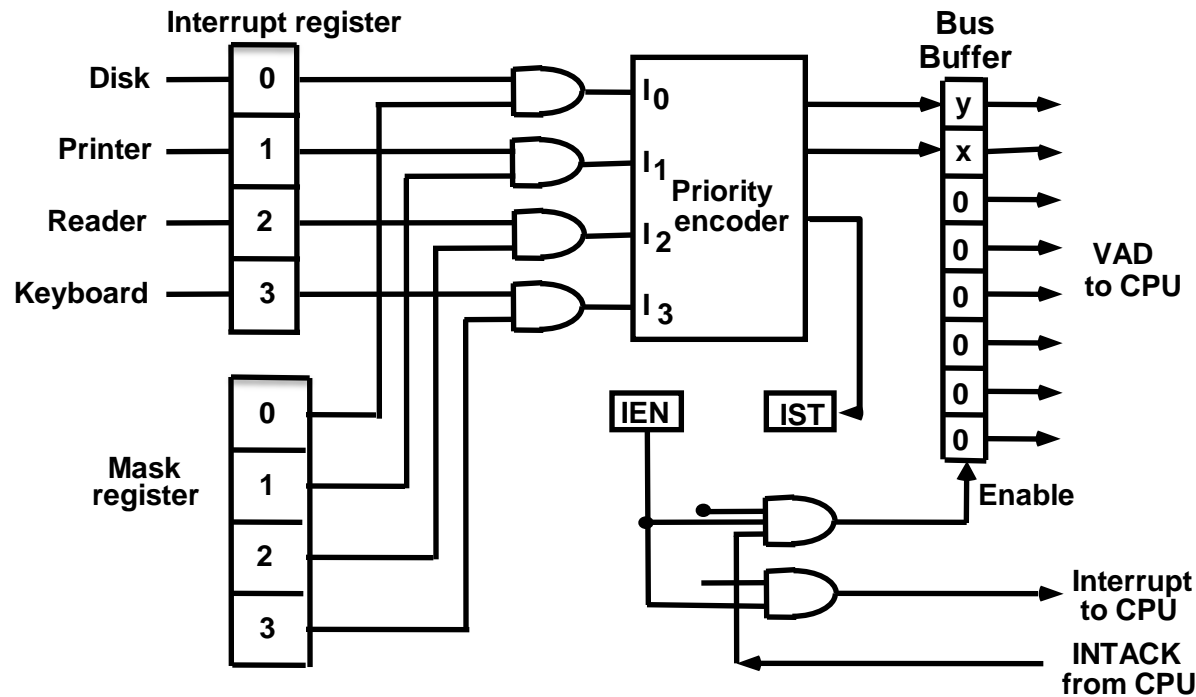 Interrupt register
Disk
Printer
Reader
Keyboard
0
1
2
3
I0
I1
I2
I3
Priority
encoder
Bus
Buffer
y
x
0
0
0
0
0
0
VAD
to CPU
Mask
register
0
1
2
3
IEN
IST
Enable
Interrupt
to CPU
INTACK
from CPU